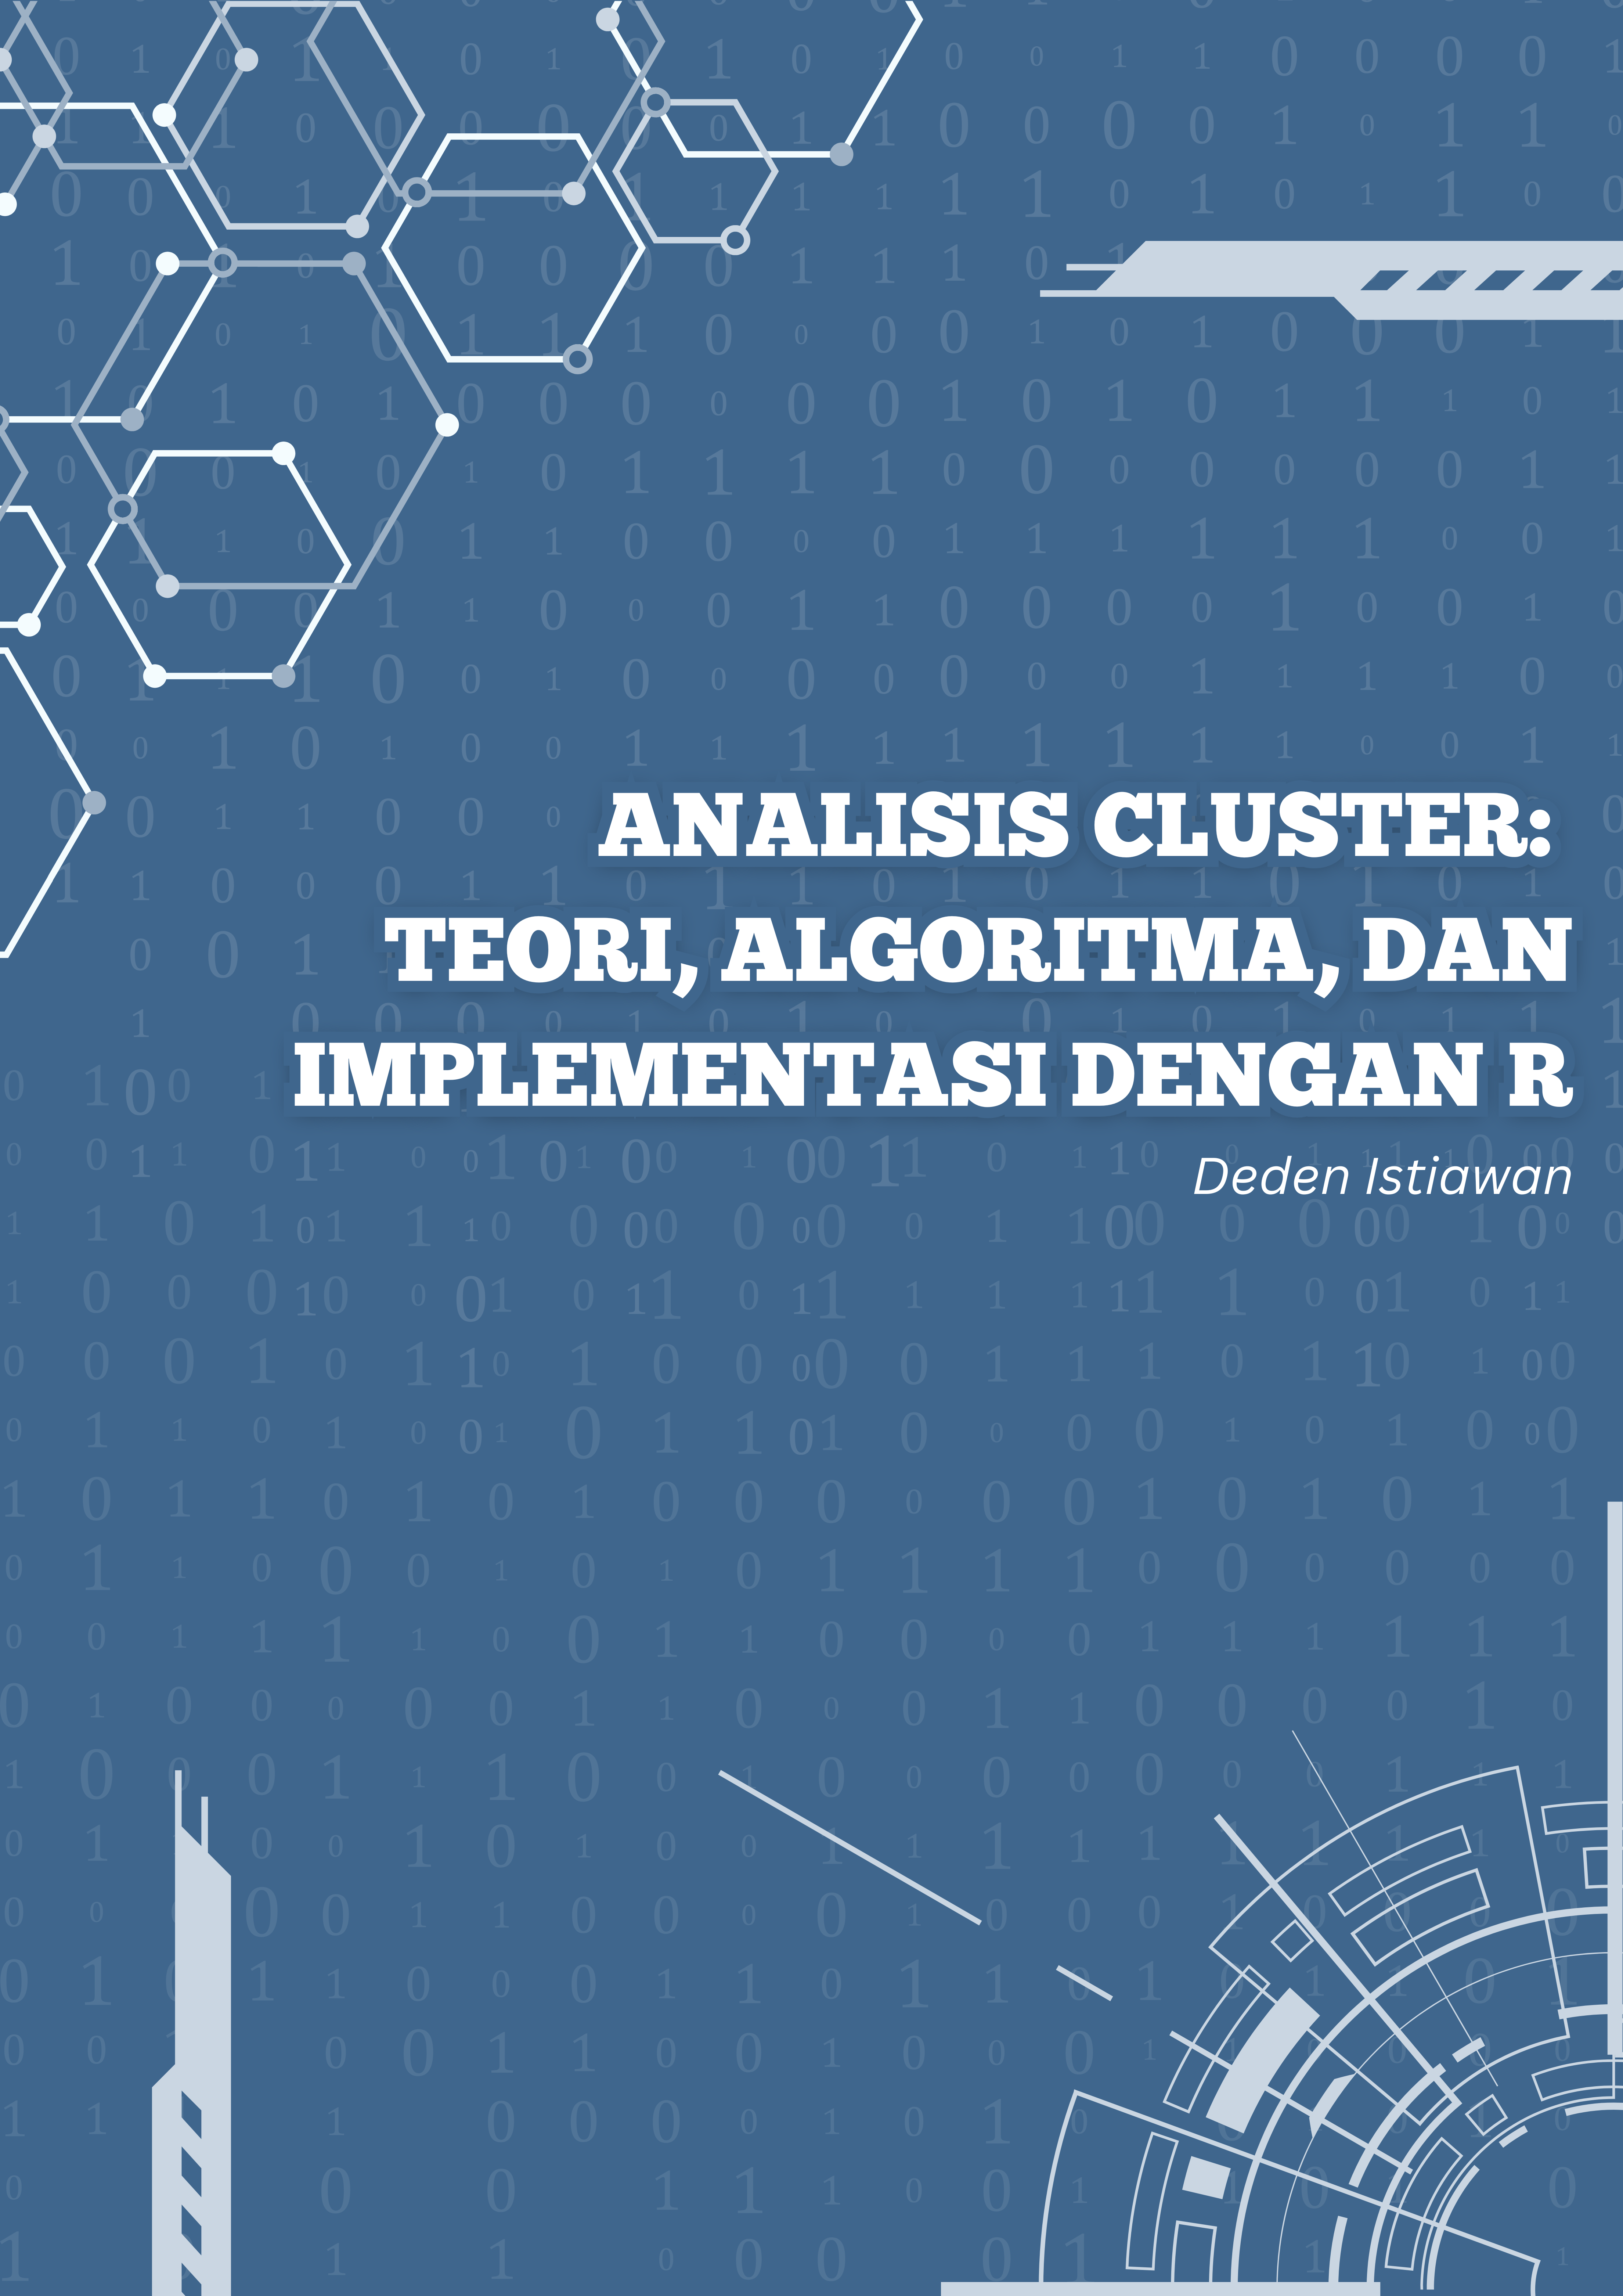 ANALISIS CLUSTER:
TEORI, ALGORITMA, DAN
IMPLEMENTASI DENGAN R
Deden Istiawan